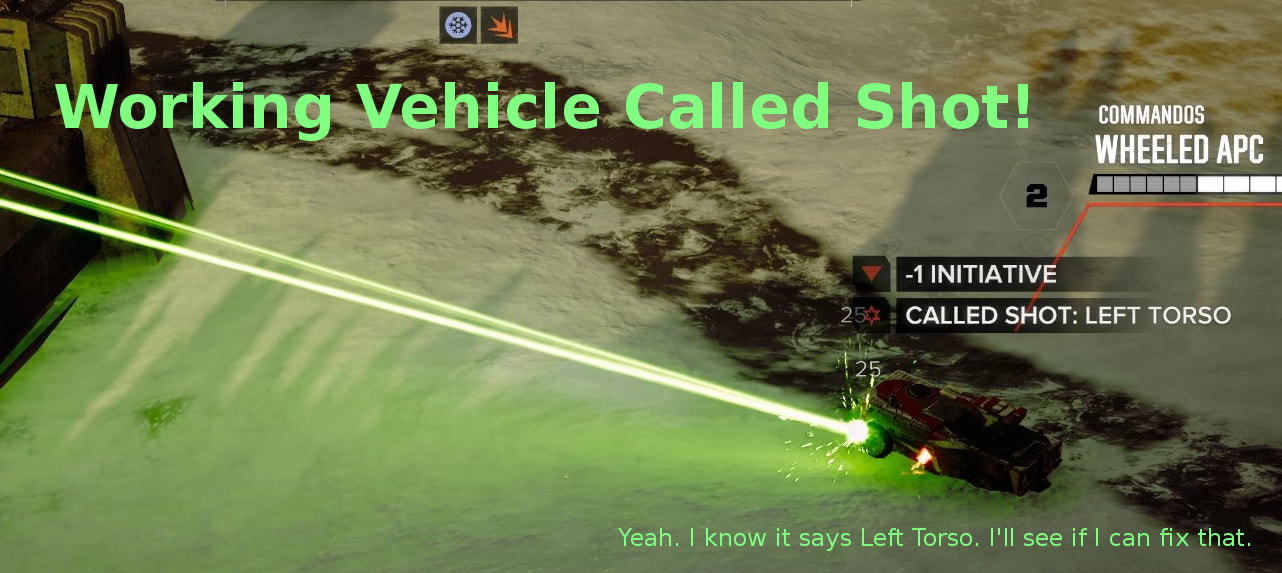 Working Vehicle Called Shot!
COMMANDOS
WHEELED APC
2
-1 INITIATIVE
25
CALLED SHOT: LEFT TORSO
25
Yeah. I know it says Left Torso. I'll see if I can fix that.